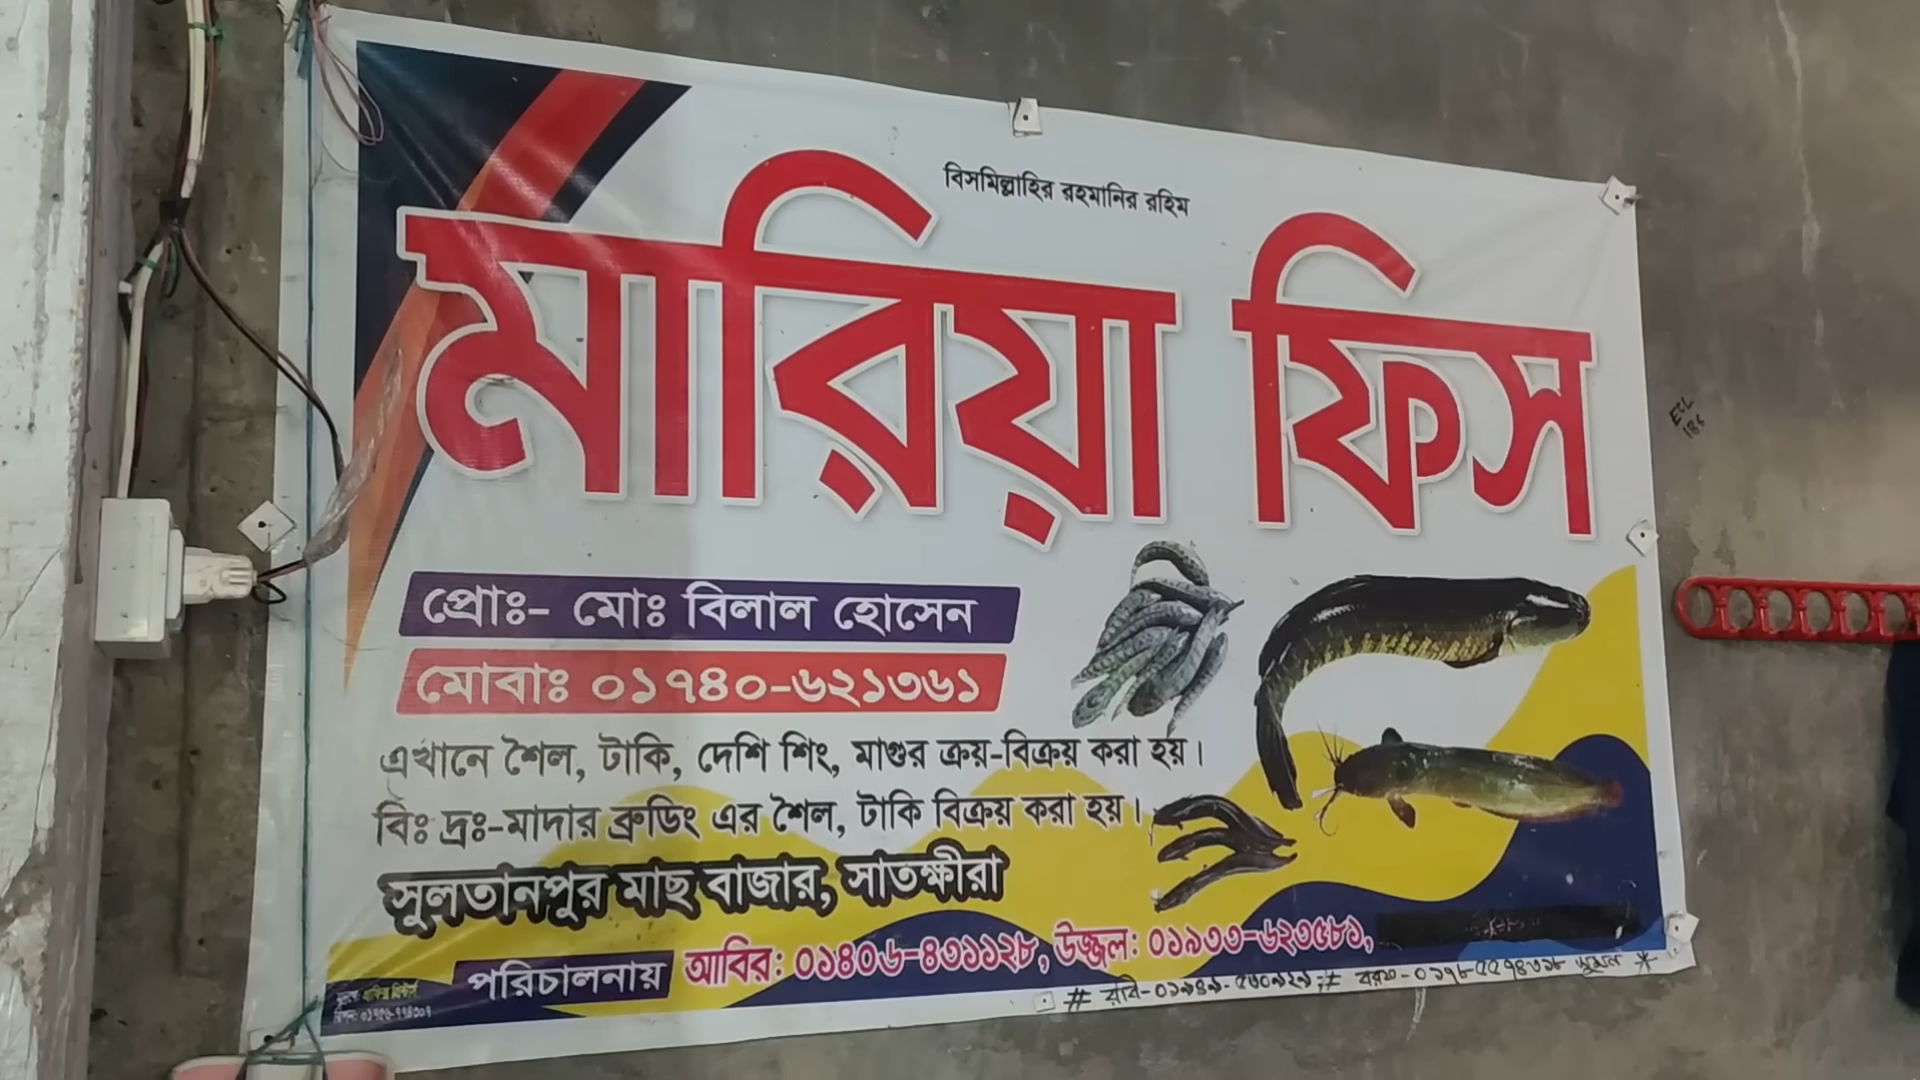 বিসমিল্লাহির রহমানির রহিম
মারিয়া ফিস
প্রোঃ- মোঃ বিলাল হোসেন
মোবাঃ ০১৭৪০-৬২১৩৬১
এখানে শৈল, টাকি, দেশি শিং, মাগুর ক্রয়-বিক্রয় করা হয়।
বিঃ দ্রঃ-মাদার ব্রুডিং এর শৈল, টাকি বিক্রয় করা হয়।
সুলতানপুর মাছ বাজার, সাতক্ষীরা
পরিচালনায় আবির: ০১৪০৬-৪৩১১২৮, উজ্জল: ০১৯৩৩-৬২৩৫৮১,
# রবি-